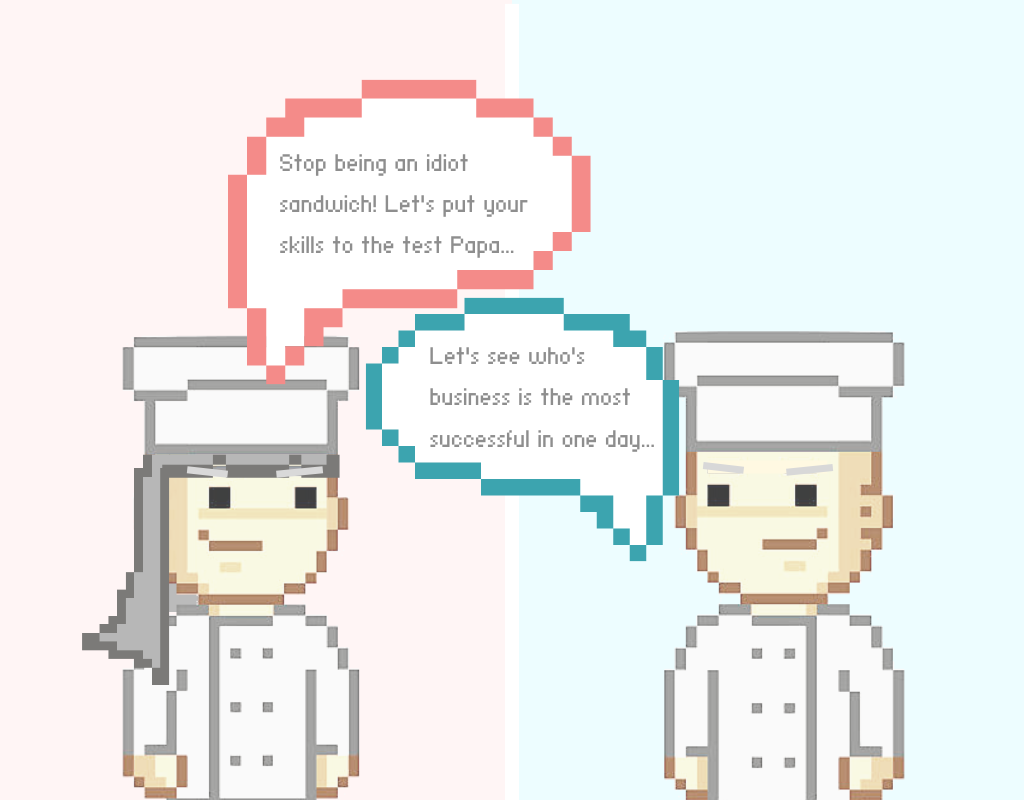 Stop being an idiot
sandwich! Let's put your
skills to the test Papa...
Let's see who's
business is the most
successful in one day...